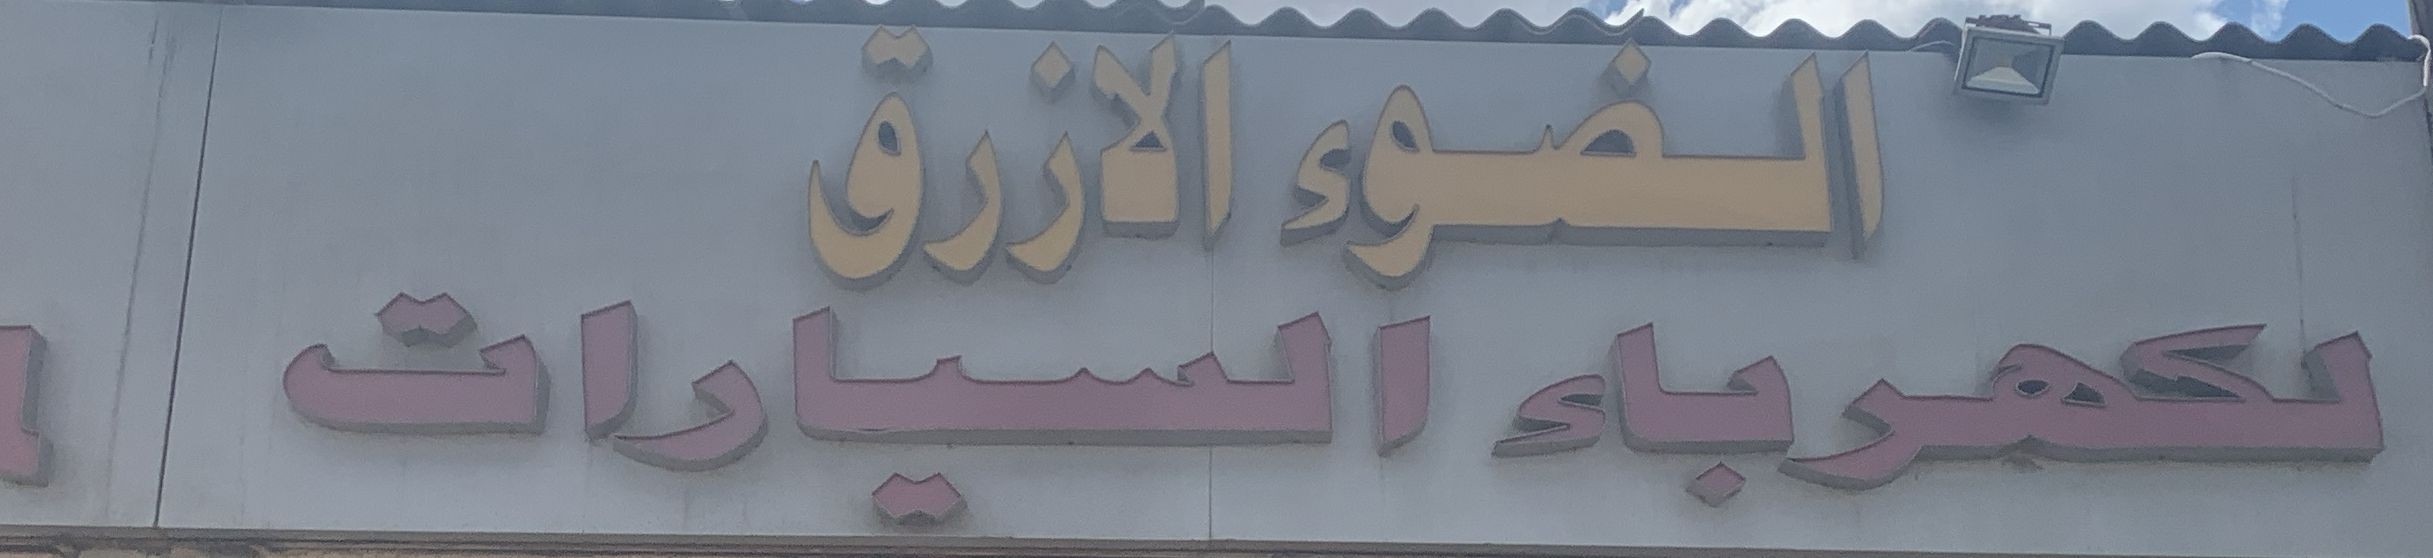 الضوء الازرق
لكهرباء السيارات